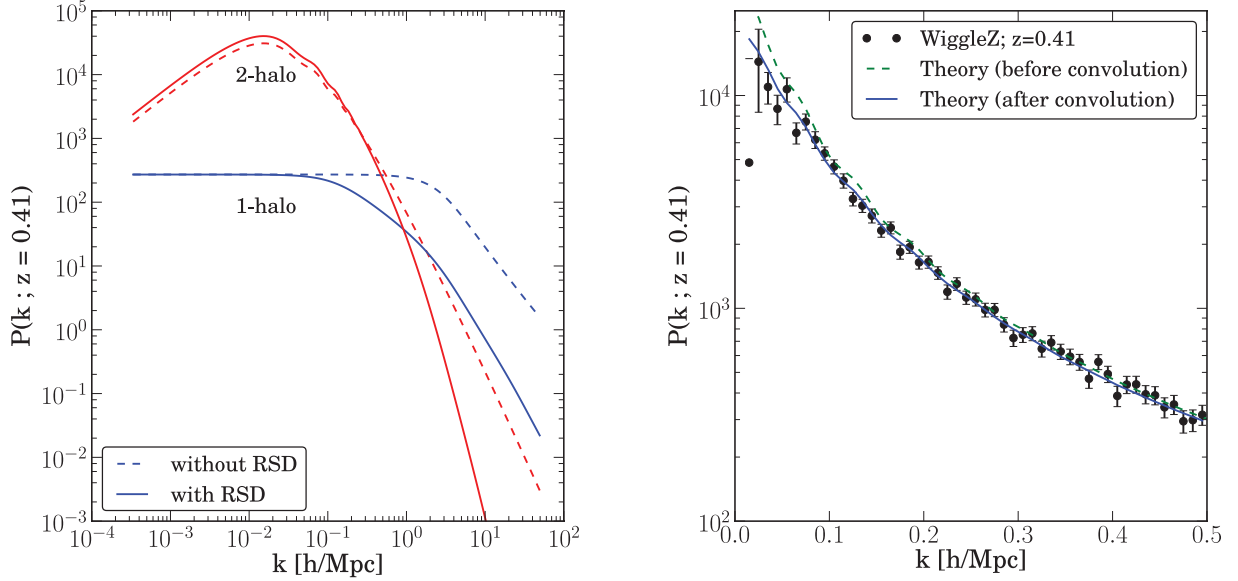 10^5
10^4
10^3
10^2
10^1
10^0
10^{-1}
10^{-2}
10^{-3}
P(k ; z = 0.41)
2-halo
1-halo
without RSD
with RSD
10^{-4} 10^{-3} 10^{-2} 10^{-1} 10^0 10^1 10^2
k [h/Mpc]
WiggleZ; z=0.41
Theory (before convolution)
Theory (after convolution)
10^4
10^3
10^2
P(k ; z = 0.41)
0.0 0.1 0.2 0.3 0.4 0.5
k [h/Mpc]